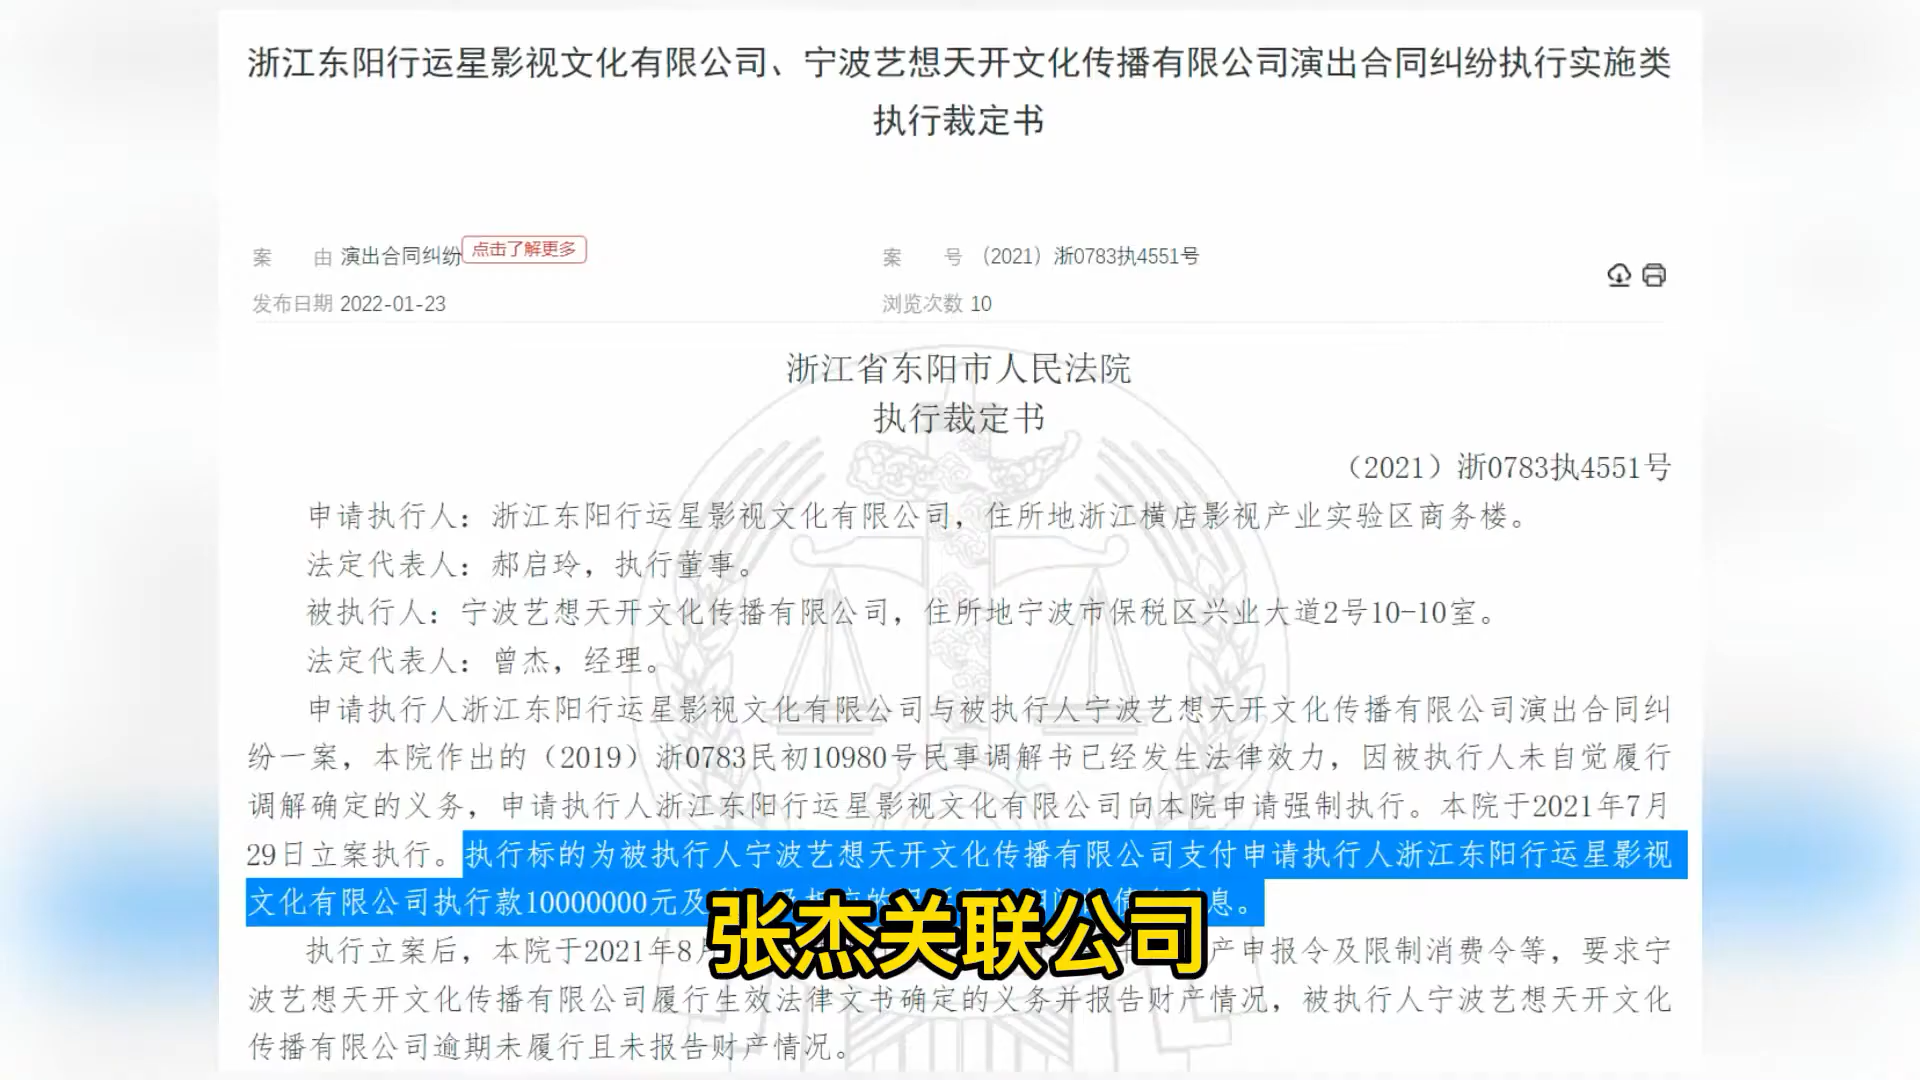 浙江东阳行运星影视文化有限公司、宁波艺想天开文化传播有限公司演出合同纠纷执行实施类
执行裁定书
案 由 演出合同纠纷 点击了解更多
案 号 （2021）浙0783执4551号
发布日期 2022-01-23
浏览次数 10
浙江省东阳市人民法院
执行裁定书
（2021）浙0783执4551号
申请执行人：浙江东阳行运星影视文化有限公司，住所地浙江横店影视产业实验区商务楼。
法定代表人：郝启玲，执行董事。
被执行人：宁波艺想天开文化传播有限公司，住所地宁波市保税区兴业大道2号10-10室。
法定代表人：曾杰，经理。
申请执行人浙江东阳行运星影视文化有限公司与被执行人宁波艺想天开文化传播有限公司演出合同纠
纷一案，本院作出的（2019）浙0783民初10980号民事调解书已经发生法律效力，因被执行人未自觉履行
调解确定的义务，申请执行人浙江东阳行运星影视文化有限公司向本院申请强制执行。本院于2021年7月
29日立案执行。执行标的为被执行人宁波艺想天开文化传播有限公司支付申请执行人浙江东阳行运星影视
文化有限公司执行款10000000元及 息。
执行立案后，本院于2021年8月 产申报令及限制消费令等，要求宁
张杰关联公司
波艺想天开文化传播有限公司履行生效法律文书确定的义务并报告财产情况，被执行人宁波艺想天开文化
传播有限公司逾期未履行且未报告财产情况。